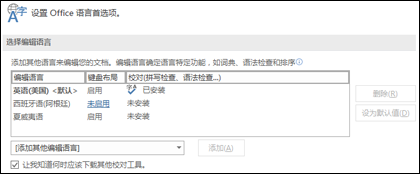 设置 Office 语言首选项。
选择编辑语言
添加其他语言来编辑您的文档。编辑语言确定语言特定功能，如词典、语法检查和排序
编辑语言 键盘布局 校对(拼写检查、语法检查...)
英语(美国) <默认> 启用 已安装
西班牙语(阿根廷) 未启用 未安装
夏威夷语 启用 未安装
删除(R)
设为默认值(D)
[添加其他编辑语言] 添加(A)
让我知道何时应该下载其他校对工具。